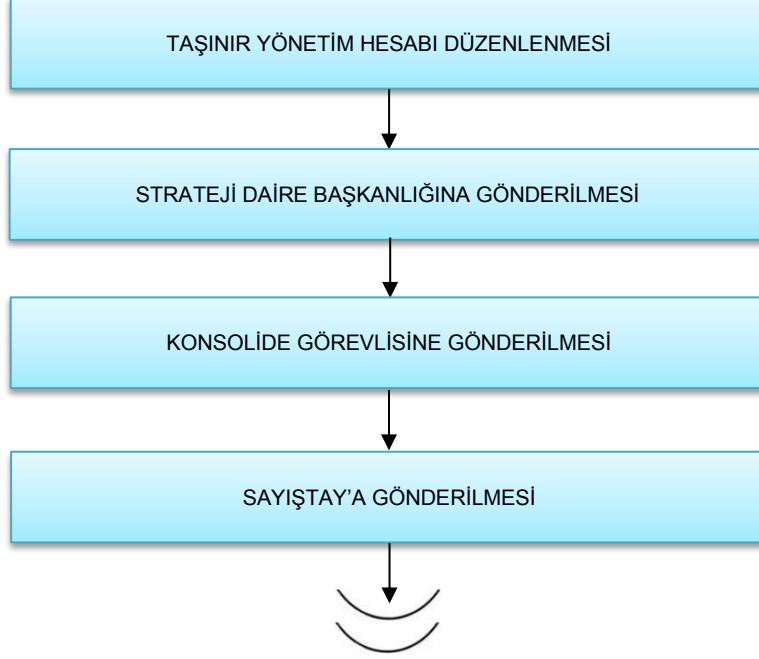 TAŞINIR YÖNETİM HESABI DÜZENLENMESİ
STRATEJİ DAİRE BAŞKANLIĞINA GÖNDERİLMESİ
KONSOLİDE GÖREVLİSİNE GÖNDERİLMESİ
SAYIŞTAY’A GÖNDERİLMESİ